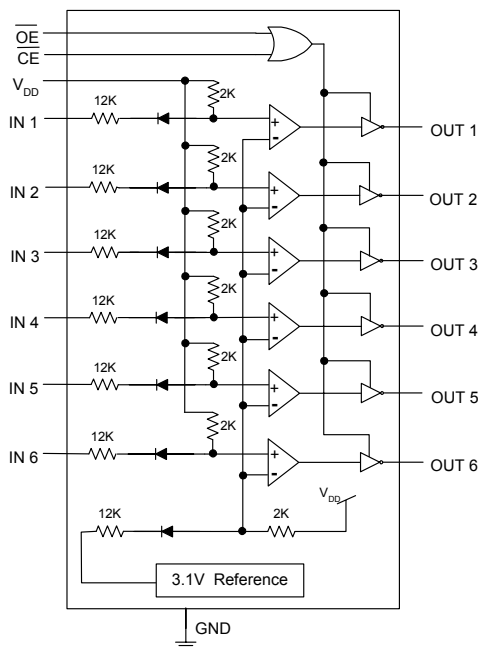 O̅E̅
C̅E̅
VDD
12K 2K
IN 1 + - OUT 1
12K 2K
IN 2 + - OUT 2
12K 2K
IN 3 + - OUT 3
12K 2K
IN 4 + - OUT 4
12K 2K
IN 5 + - OUT 5
12K 2K
IN 6 + - OUT 6
12K 2K VDD
3.1V Reference
GND